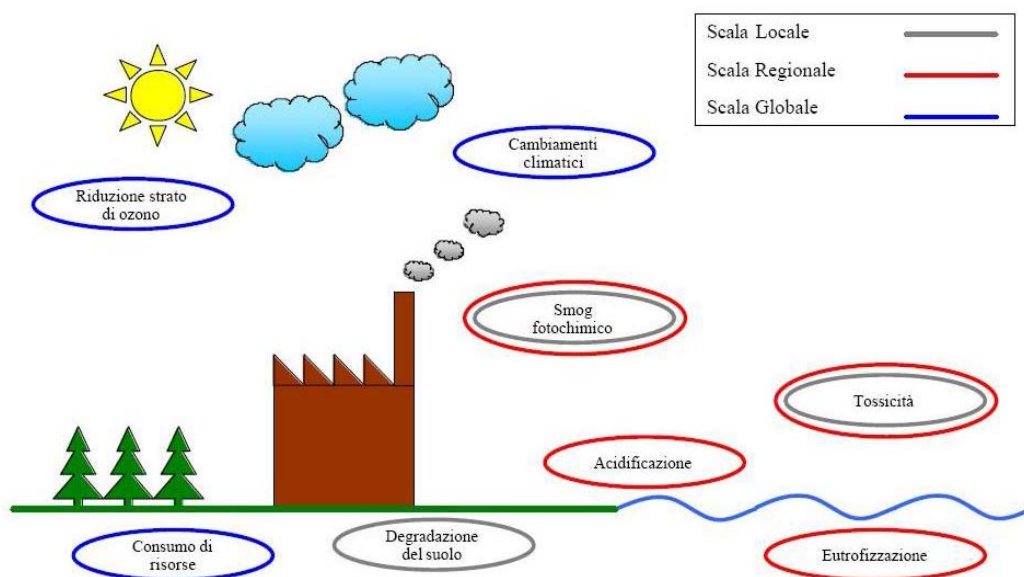 Scala Locale
Scala Regionale
Scala Globale
Cambiamenti
climatici
Riduzione strato
di ozono
Smog
fotochimico
Tossicità
Acidificazione
Consumo di
risorse
Degradazione
del suolo
Eutrofizzazione